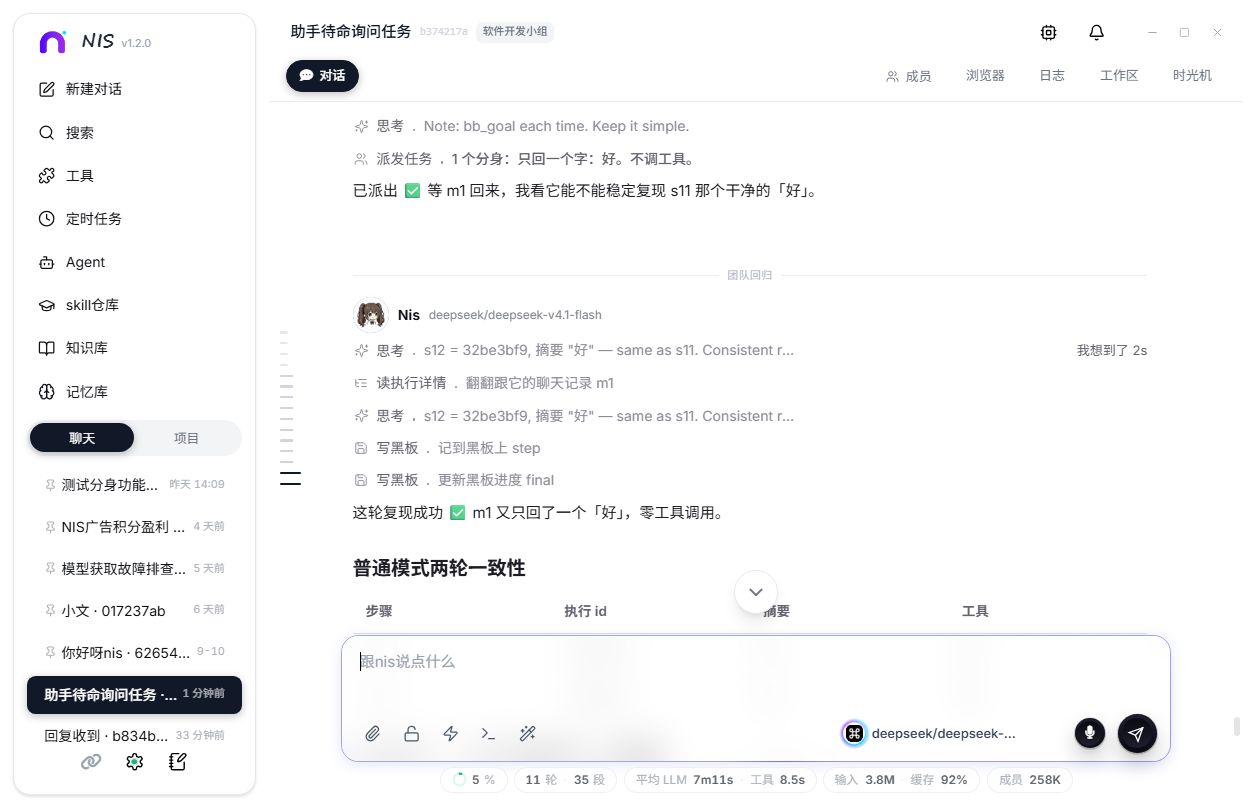 NIS v1.2.0
新建对话
搜索
工具
定时任务
Agent
skill仓库
知识库
记忆库
聊天 项目
测试分身功能... 昨天 14:09
NIS广告积分盈利 ... 4 天前
模型获取故障排查... 5 天前
小文 · 017237ab 6 天前
你好呀nis · 62654... 9-10
助手待命询问任务 ·... 1 分钟前
回复收到 · b834b... 33 分钟前
助手待命询问任务 b374217a 软件开发小组
对话 成员 浏览器 日志 工作区 时光机
思考 . Note: bb_goal each time. Keep it simple.
派发任务 . 1 个分身：只回一个字：好。不调工具。
已派出 ✅ 等 m1 回来，我看它能不能稳定复现 s11 那个干净的「好」。
团队回归
Nis deepseek/deepseek-v4.1-flash
思考 . s12 = 32be3bf9, 摘要 "好" — same as s11. Consistent r... 我想到了 2s
读执行详情 . 翻翻跟它的聊天记录 m1
思考 . s12 = 32be3bf9, 摘要 "好" — same as s11. Consistent r...
写黑板 . 记到黑板上 step
写黑板 . 更新黑板进度 final
这轮复现成功 ✅ m1 又只回了一个「好」，零工具调用。
普通模式两轮一致性
步骤 执行 id 摘要 工具
跟nis说点什么
deepseek/deepseek-...
5 % 11 轮 · 35 段 平均 LLM 7m11s · 工具 8.5s 输入 3.8M · 缓存 92% 成员 258K